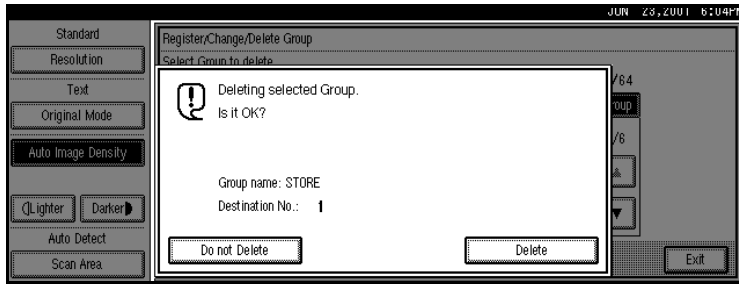 JUN 23,2001 6:04PM
Standard
Resolution
Text
Original Mode
Auto Image Density
Lighter Darker
Auto Detect
Scan Area
Register/Change/Delete Group
Select Group to delete
/64
roup
/6
Deleting selected Group.
Is it OK?
Group name: STORE
Destination No.: 1
Do not Delete
Delete
Exit